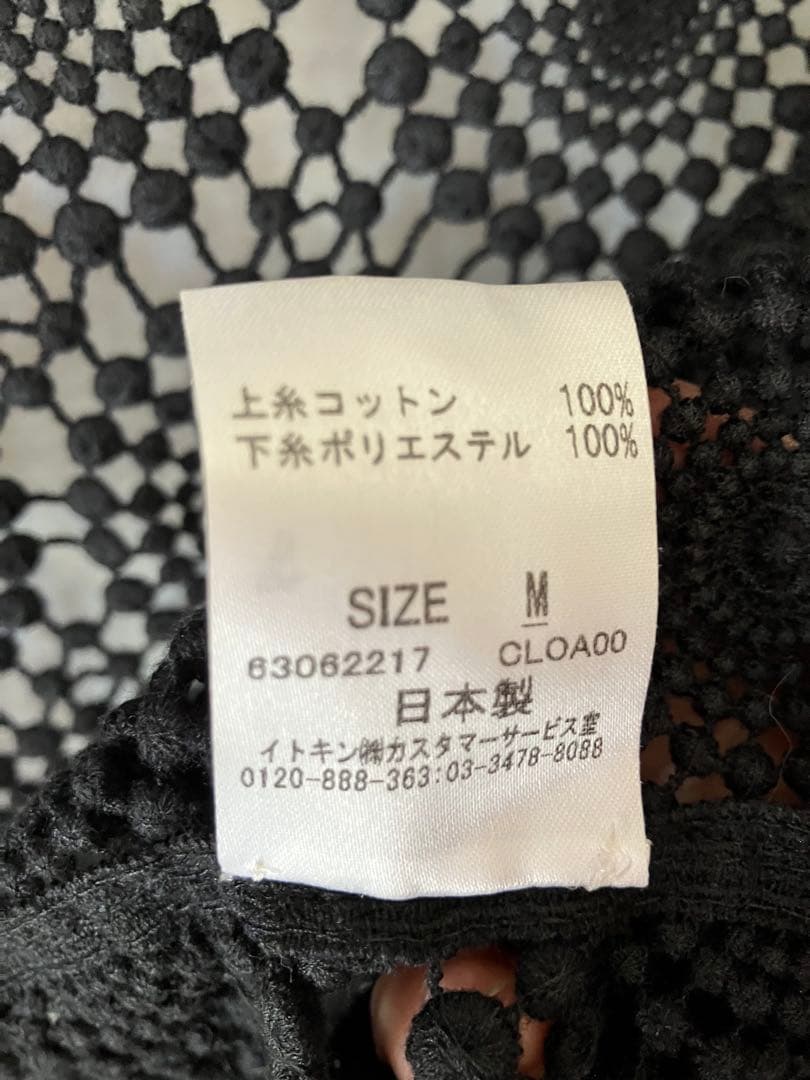 上糸コットン 100%
下糸ポリエステル 100%
SIZE M
63062217 CLOA00
日本製
イトキン㈱カスタマーサービス室
0120-888-363:03-3478-8088